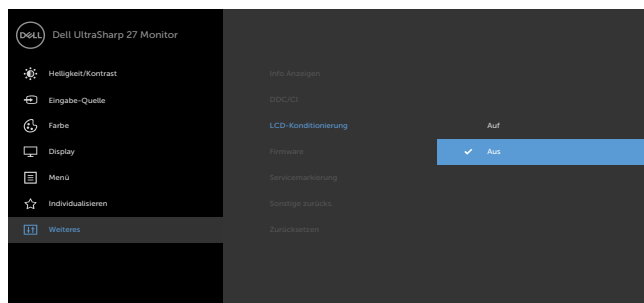 DELL Dell UltraSharp 27 Monitor
Helligkeit/Kontrast
Eingabe-Quelle
Farbe
Display
Menü
Individualisieren
Weiteres
Info Anzeigen
DDC/CI
LCD-Konditionierung
Firmware
Servicemarkierung
Sonstige zurücks.
Zurücksetzen
Auf
Aus